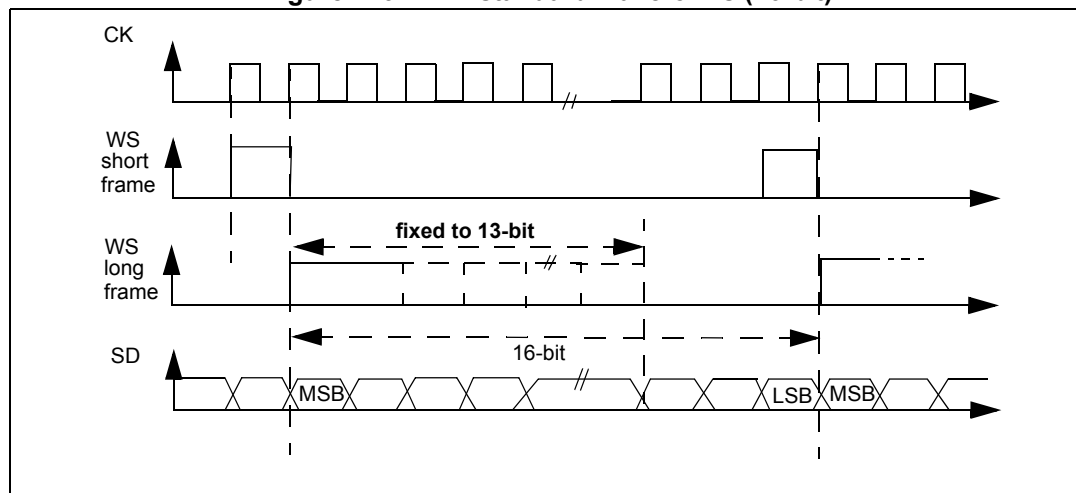 CK
WS
short
frame
WS
long
frame
fixed to 13-bit
16-bit
SD
MSB
LSB
MSB